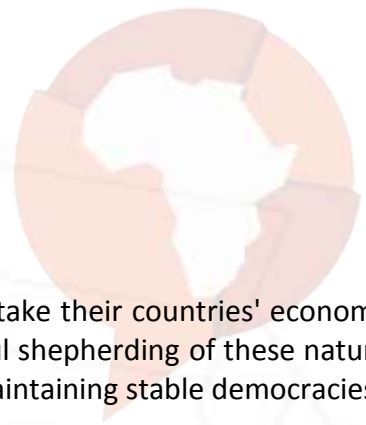 take their countries' econom
l shepherding of these natur
aintaining stable democracies